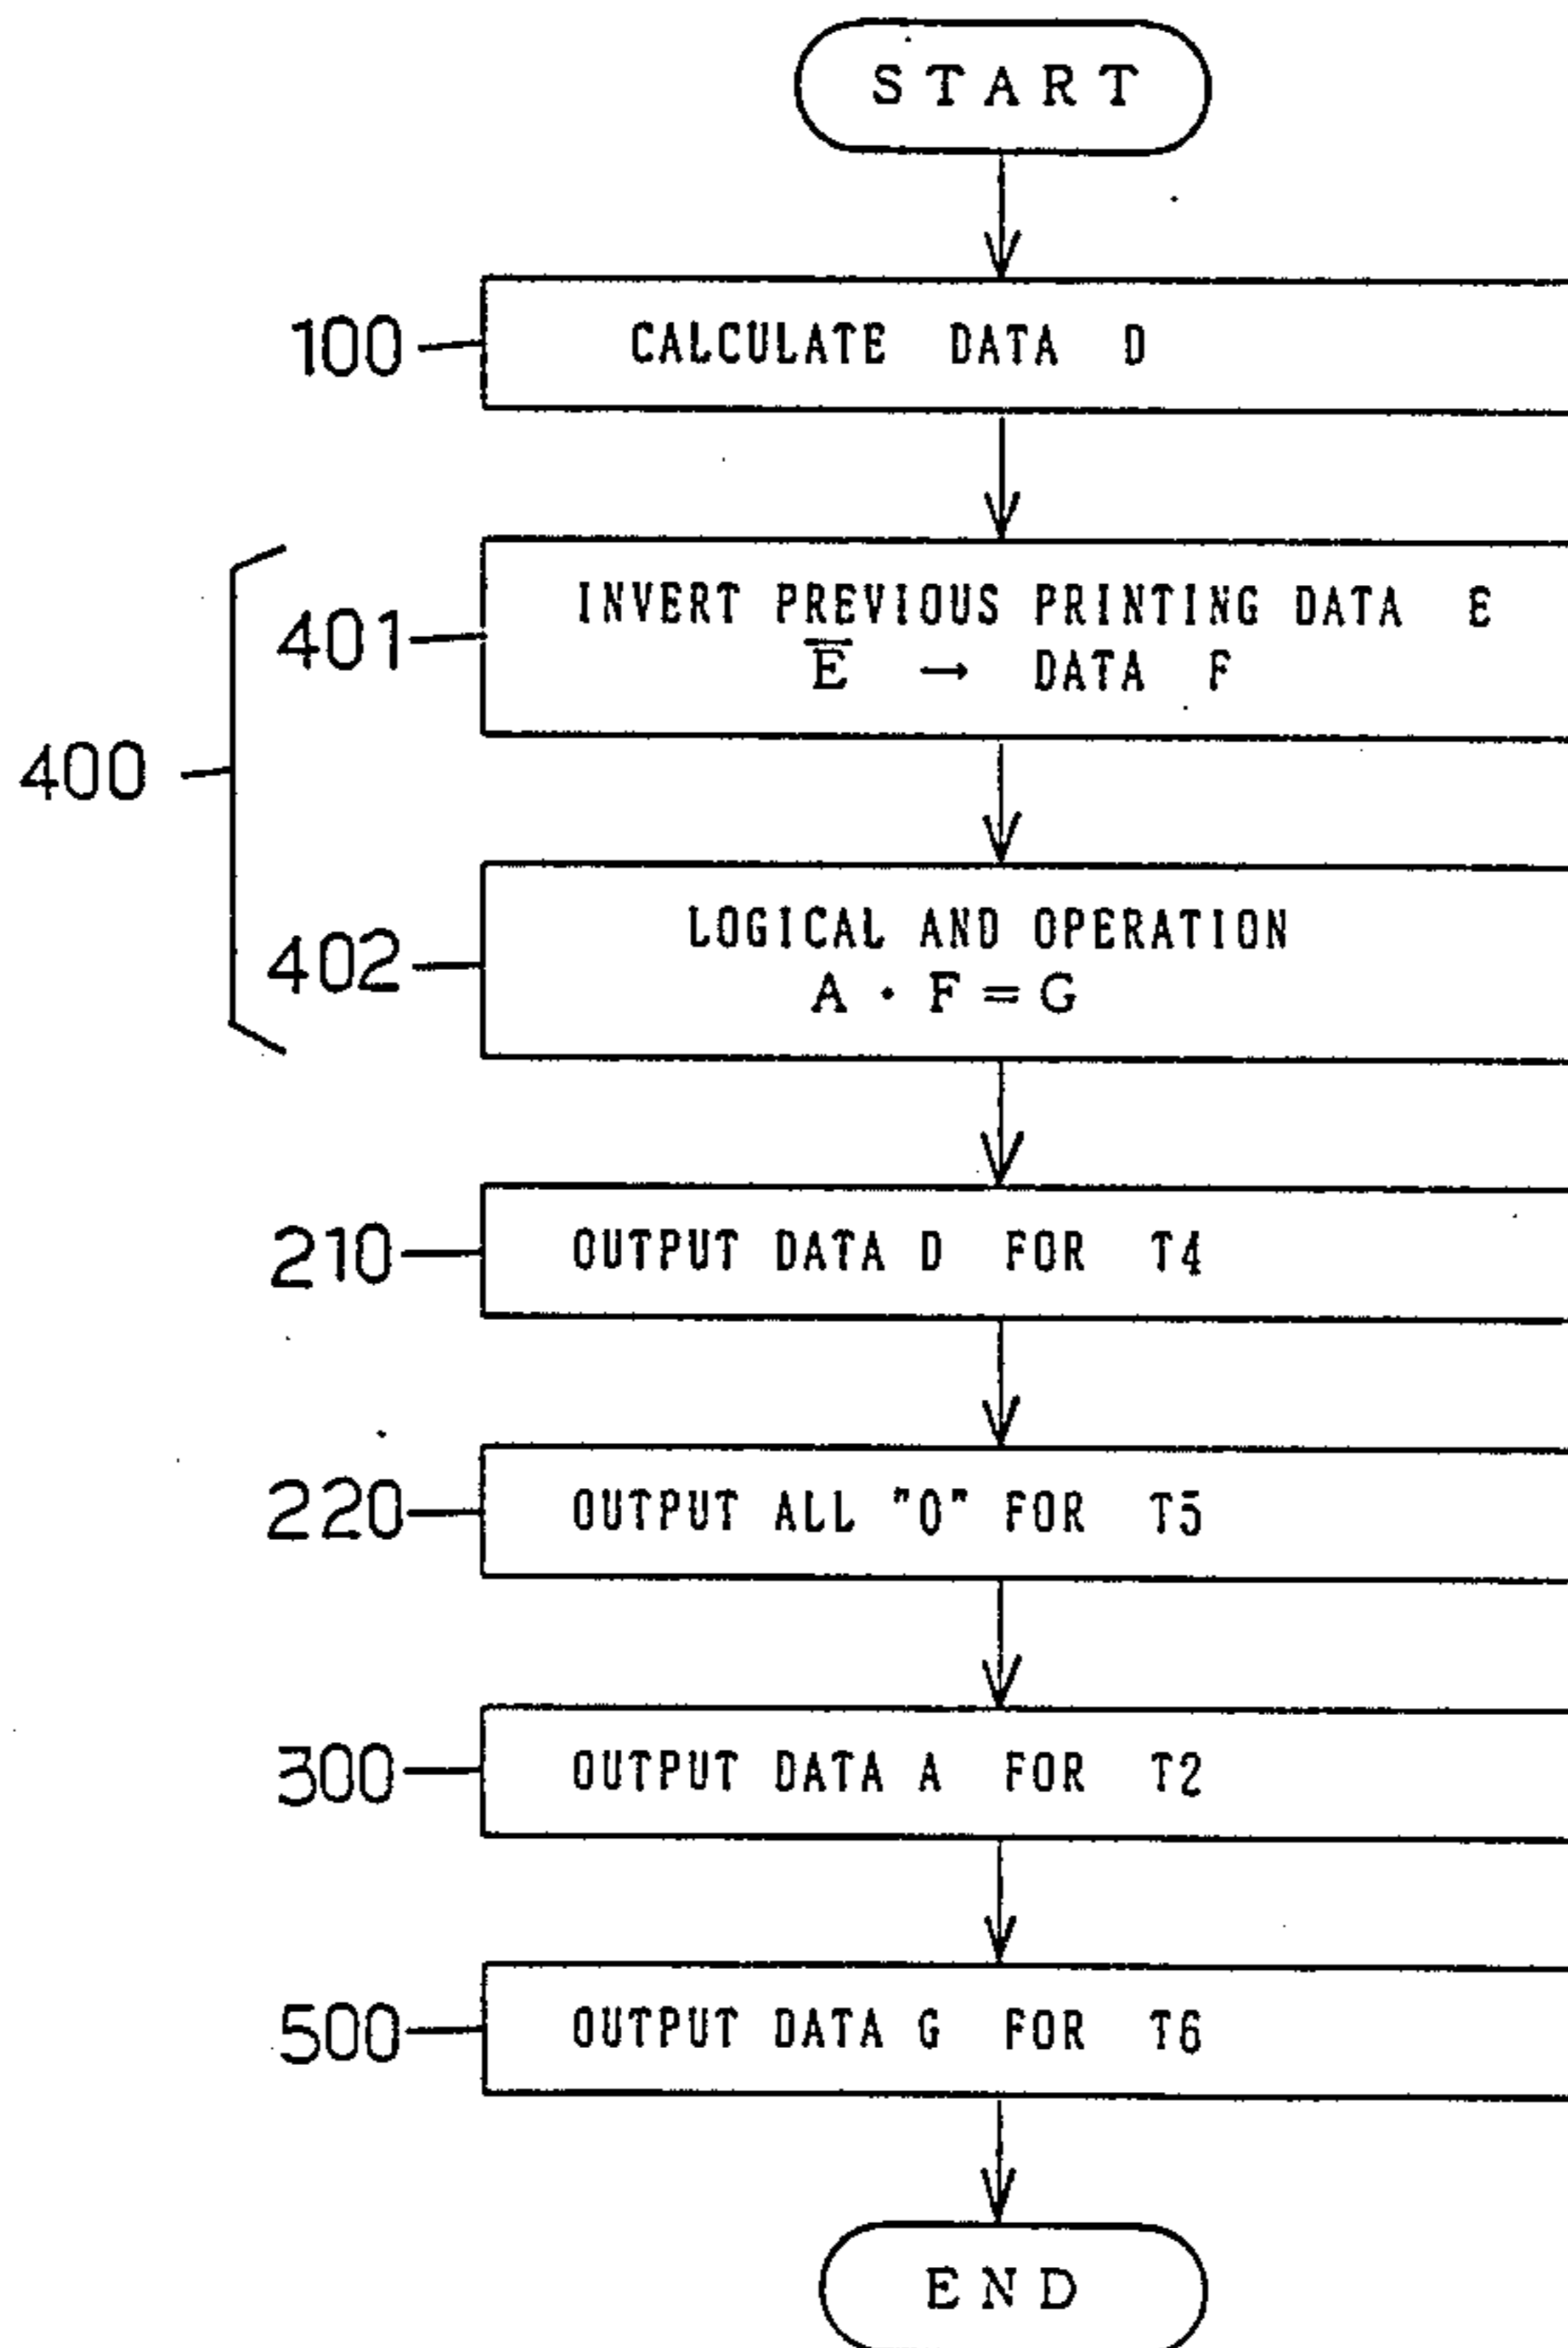 START
100 CALCULATE DATA D
400
401 INVERT PREVIOUS PRINTING DATA E
E̅ → DATA F
402 LOGICAL AND OPERATION
A · F = G
210 OUTPUT DATA D FOR T4
220 OUTPUT ALL "0" FOR T5
300 OUTPUT DATA A FOR T2
500 OUTPUT DATA G FOR T6
END